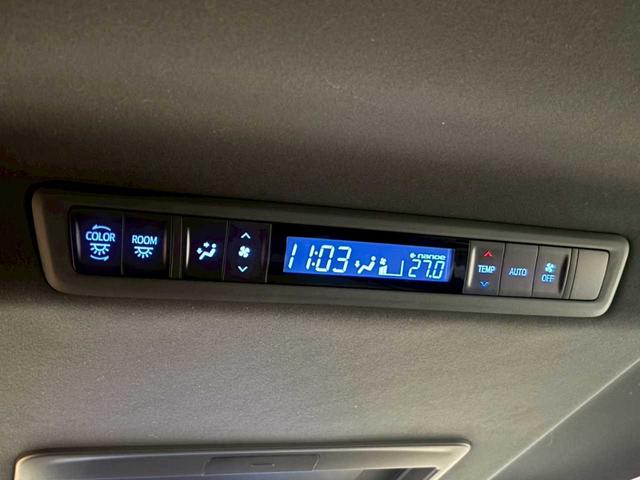 COLOR
ROOM
11:03
nanoe
27.0
TEMP
AUTO
OFF